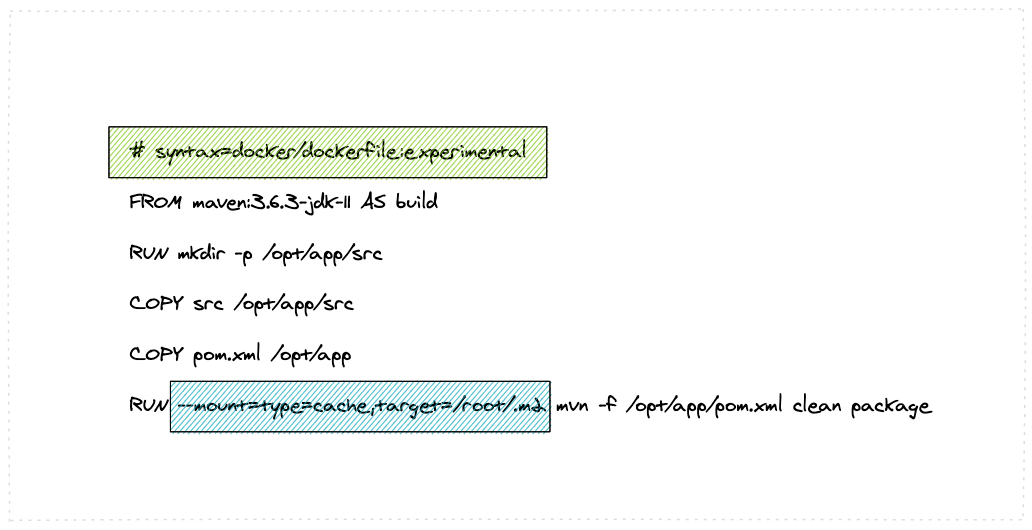 # syntax=docker/dockerfile:experimental
FROM maven:3.6.3-jdk-11 AS build
RUN mkdir -p /opt/app/src
COPY src /opt/app/src
COPY pom.xml /opt/app
RUN --mount=type=cache,target=/root/.m2 mvn -f /opt/app/pom.xml clean package